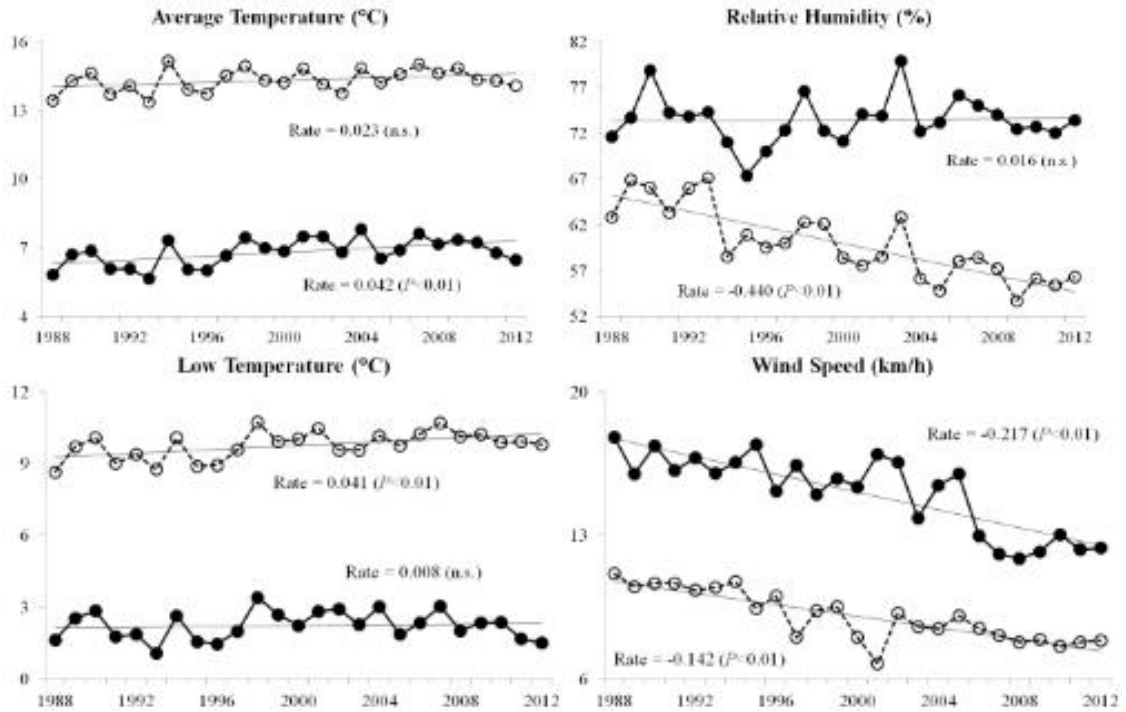 Average Temperature (°C)
16
13
10
7
4
Rate = 0.023 (n.s.)
Rate = 0.042 (P<0.01)
1988 1992 1996 2000 2004 2008 2012
Relative Humidity (%)
82
77
72
67
62
57
52
Rate = 0.016 (n.s.)
Rate = -0.440 (P<0.01)
1988 1992 1996 2000 2004 2008 2012
Low Temperature (°C)
12
9
6
3
0
Rate = 0.041 (P<0.01)
Rate = 0.008 (n.s.)
1988 1992 1996 2000 2004 2008 2012
Wind Speed (km/h)
20
13
6
Rate = -0.217 (P<0.01)
Rate = -0.142 (P<0.01)
1988 1992 1996 2000 2004 2008 2012